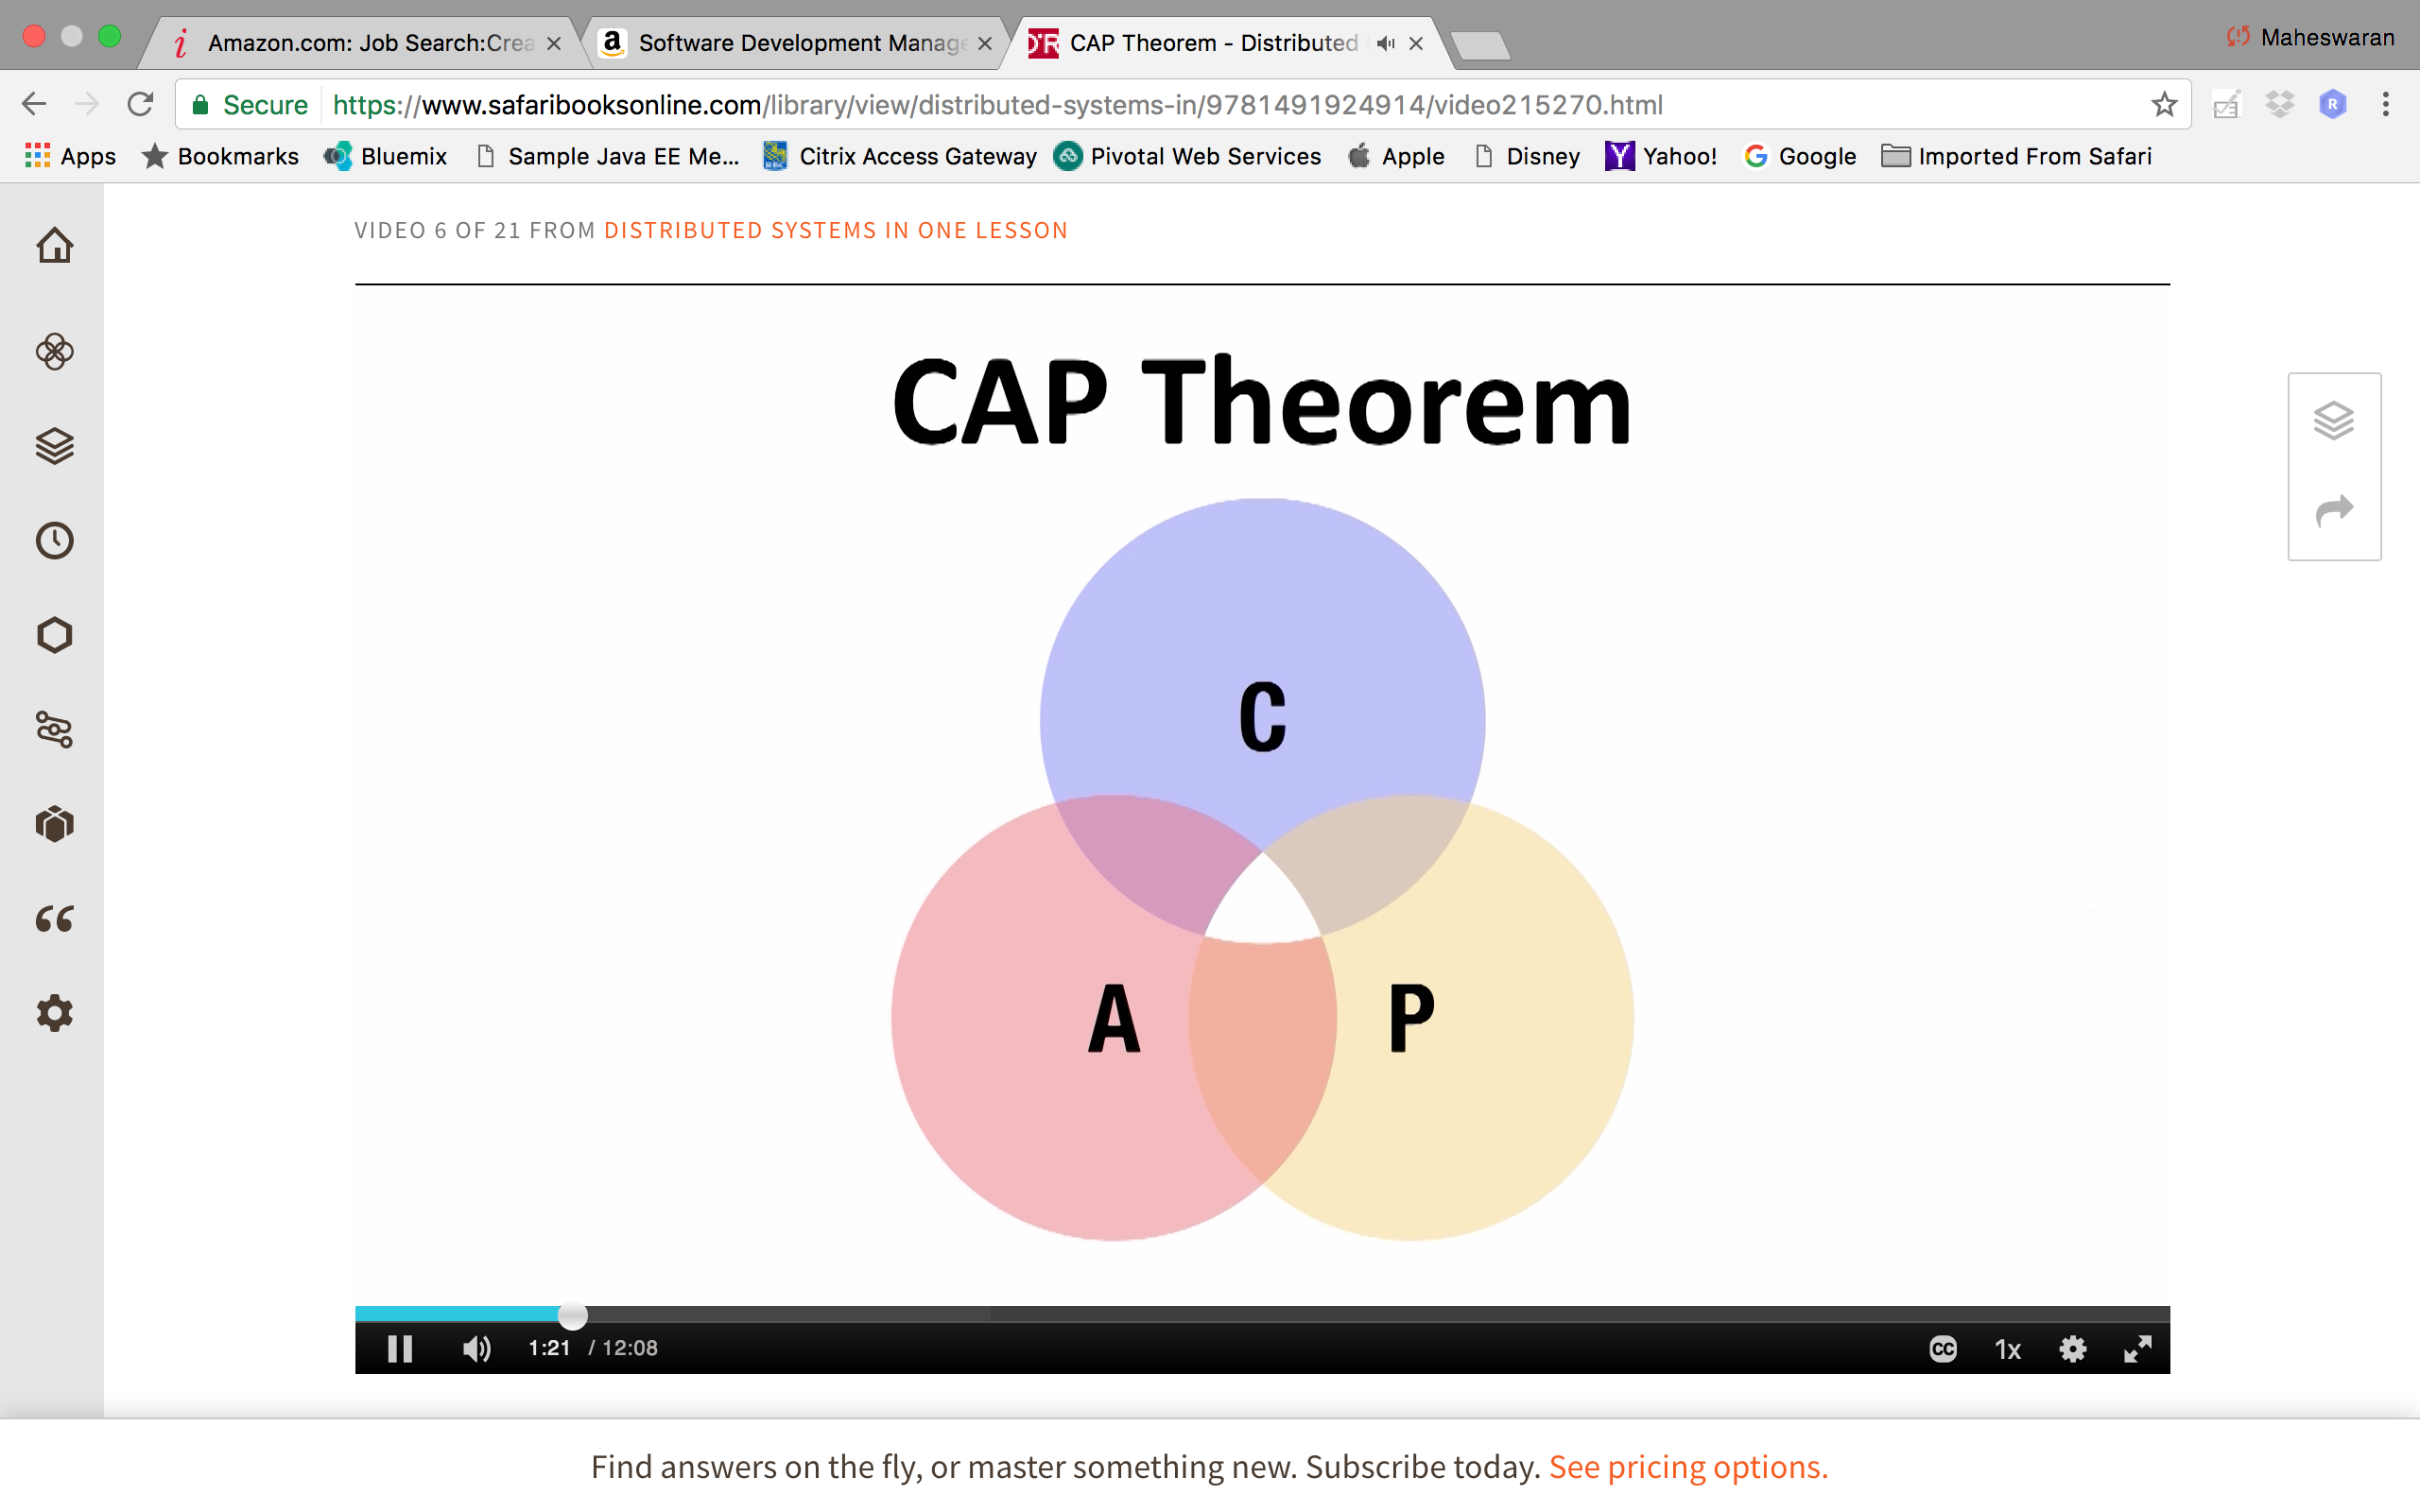 Amazon.com: Job Search:Crea
Software Development Manage
CAP Theorem - Distributed
Maheswaran
Secure https://www.safaribooksonline.com/library/view/distributed-systems-in/9781491924914/video215270.html
Apps Bookmarks Bluemix Sample Java EE Me... Citrix Access Gateway Pivotal Web Services Apple Disney Yahoo! Google Imported From Safari
VIDEO 6 OF 21 FROM DISTRIBUTED SYSTEMS IN ONE LESSON
CAP Theorem
C
A
P
1:21 / 12:08
CC
1x
Find answers on the fly, or master something new. Subscribe today. See pricing options.